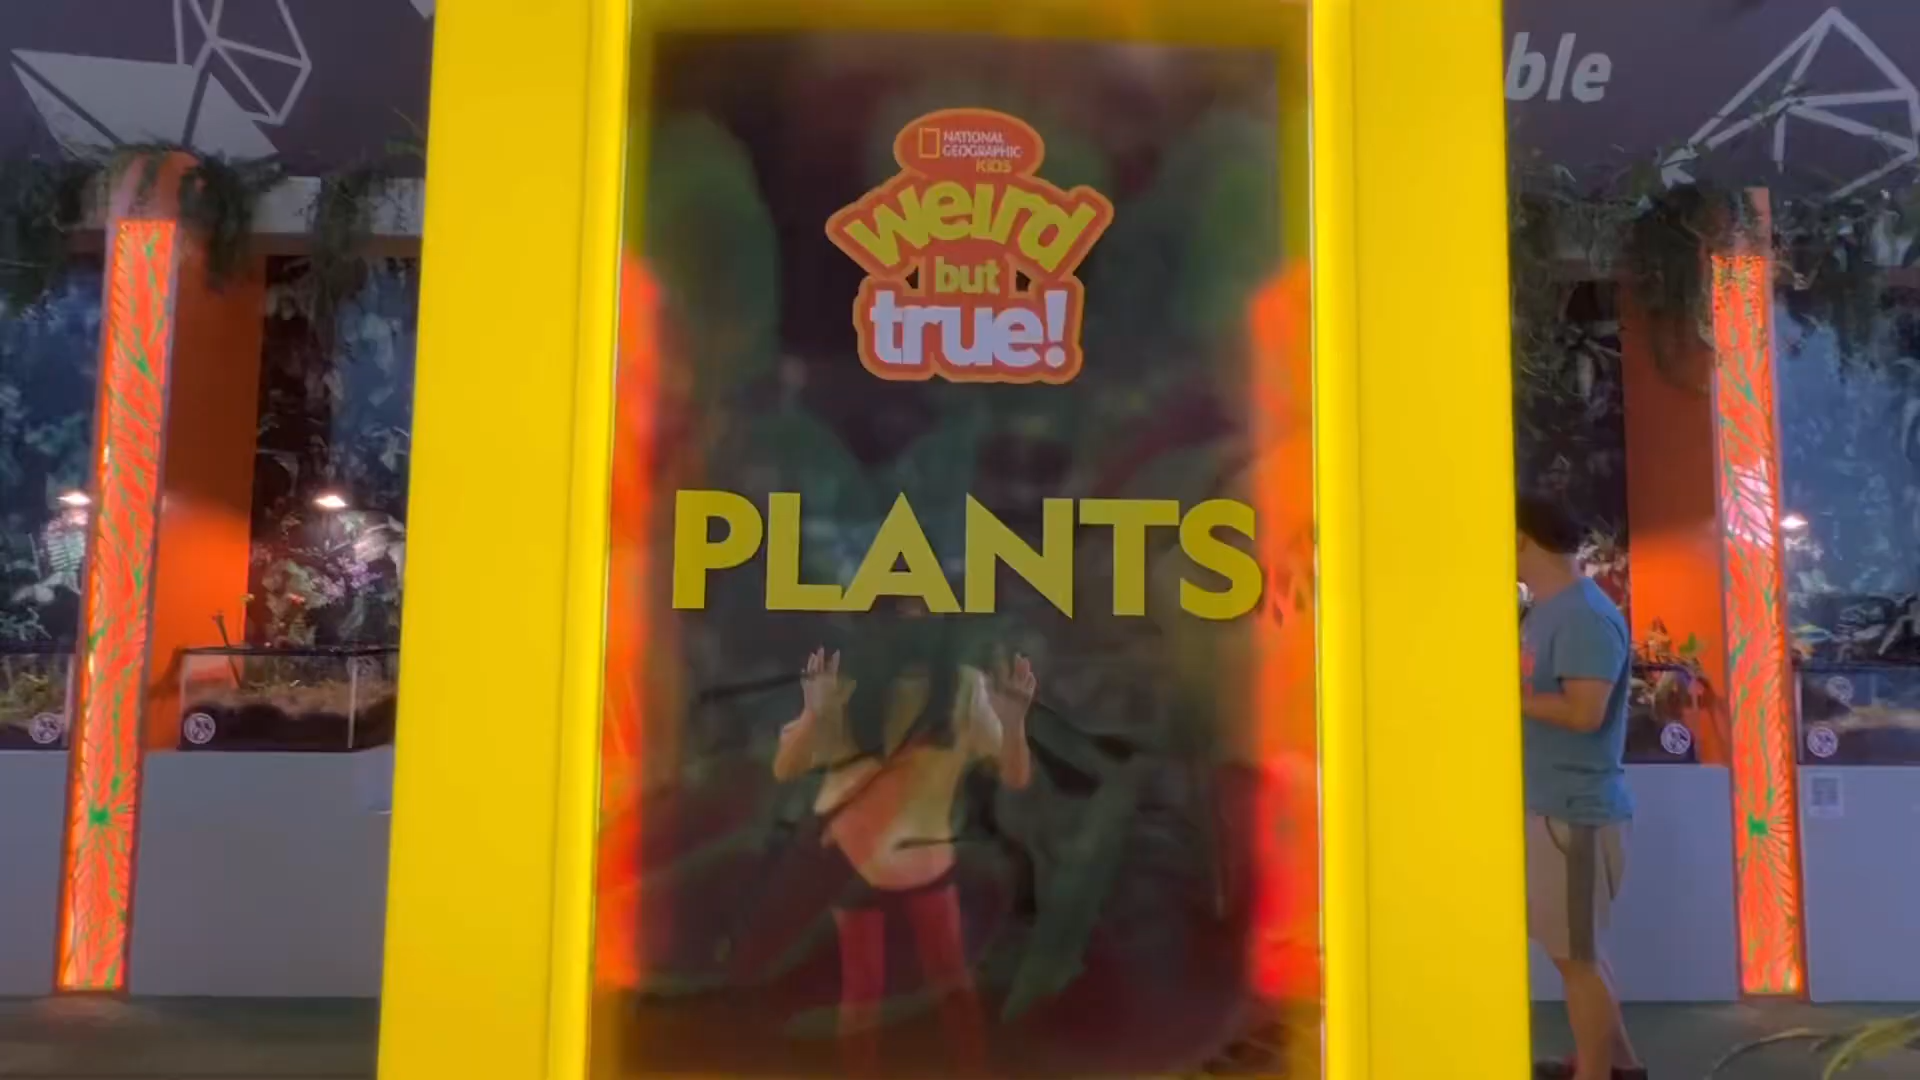 NATIONAL
GEOGRAPHIC
KiDS
weird
but
true!
PLANTS
ble